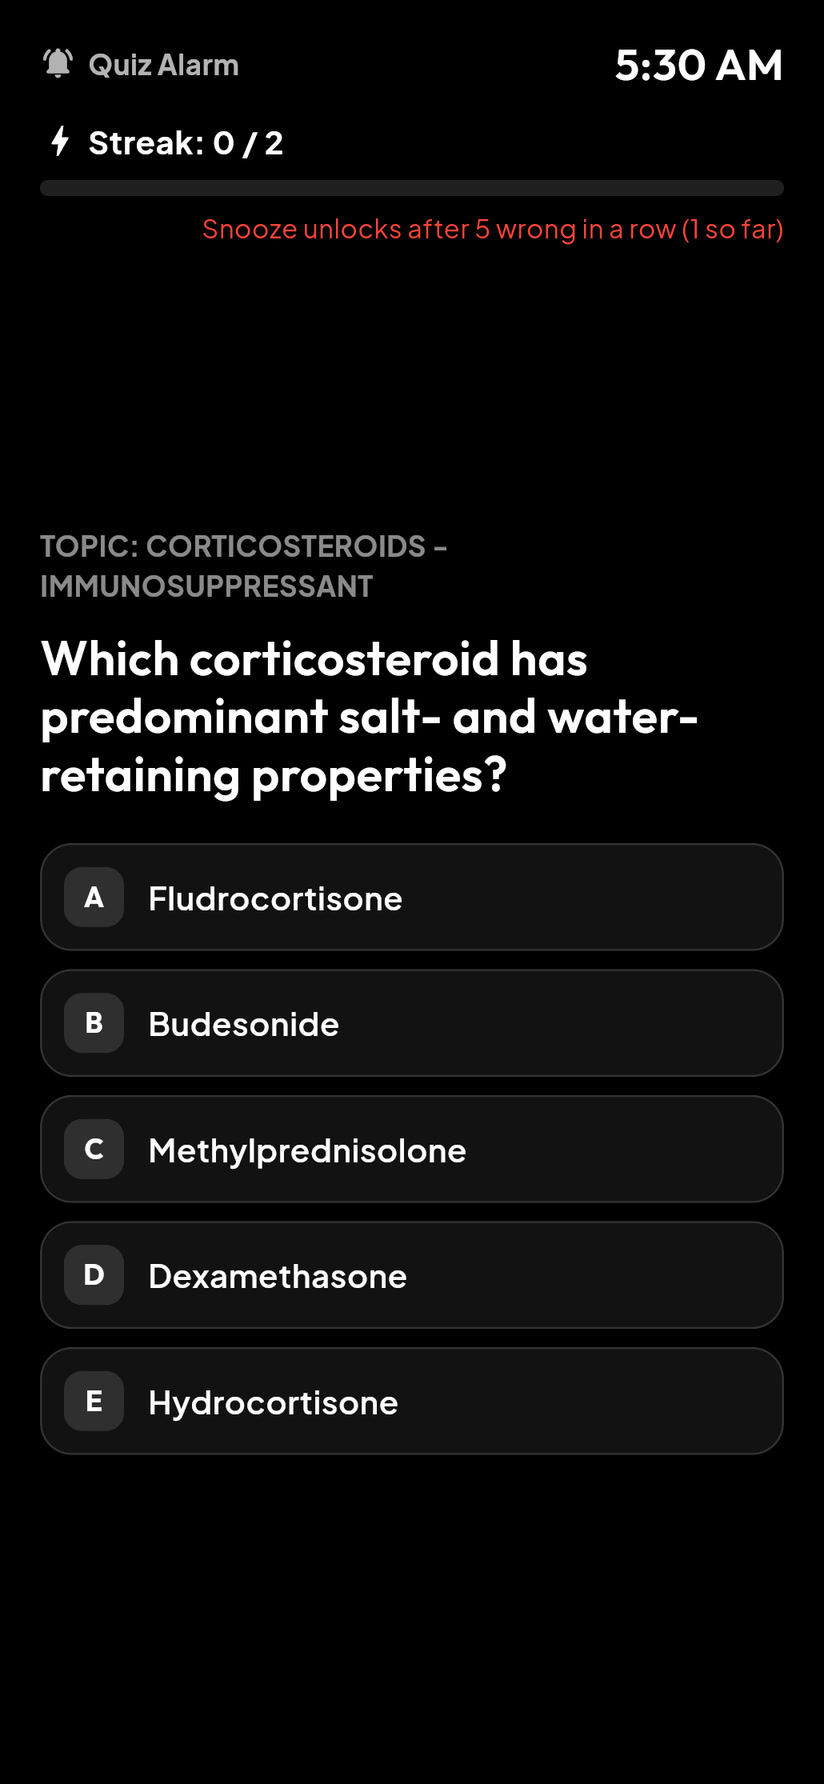 Quiz Alarm
5:30 AM
Streak: 0 / 2
Snooze unlocks after 5 wrong in a row (1 so far)
TOPIC: CORTICOSTEROIDS –
IMMUNOSUPPRESSANT
Which corticosteroid has
predominant salt- and water-
retaining properties?
A Fludrocortisone
B Budesonide
C Methylprednisolone
D Dexamethasone
E Hydrocortisone